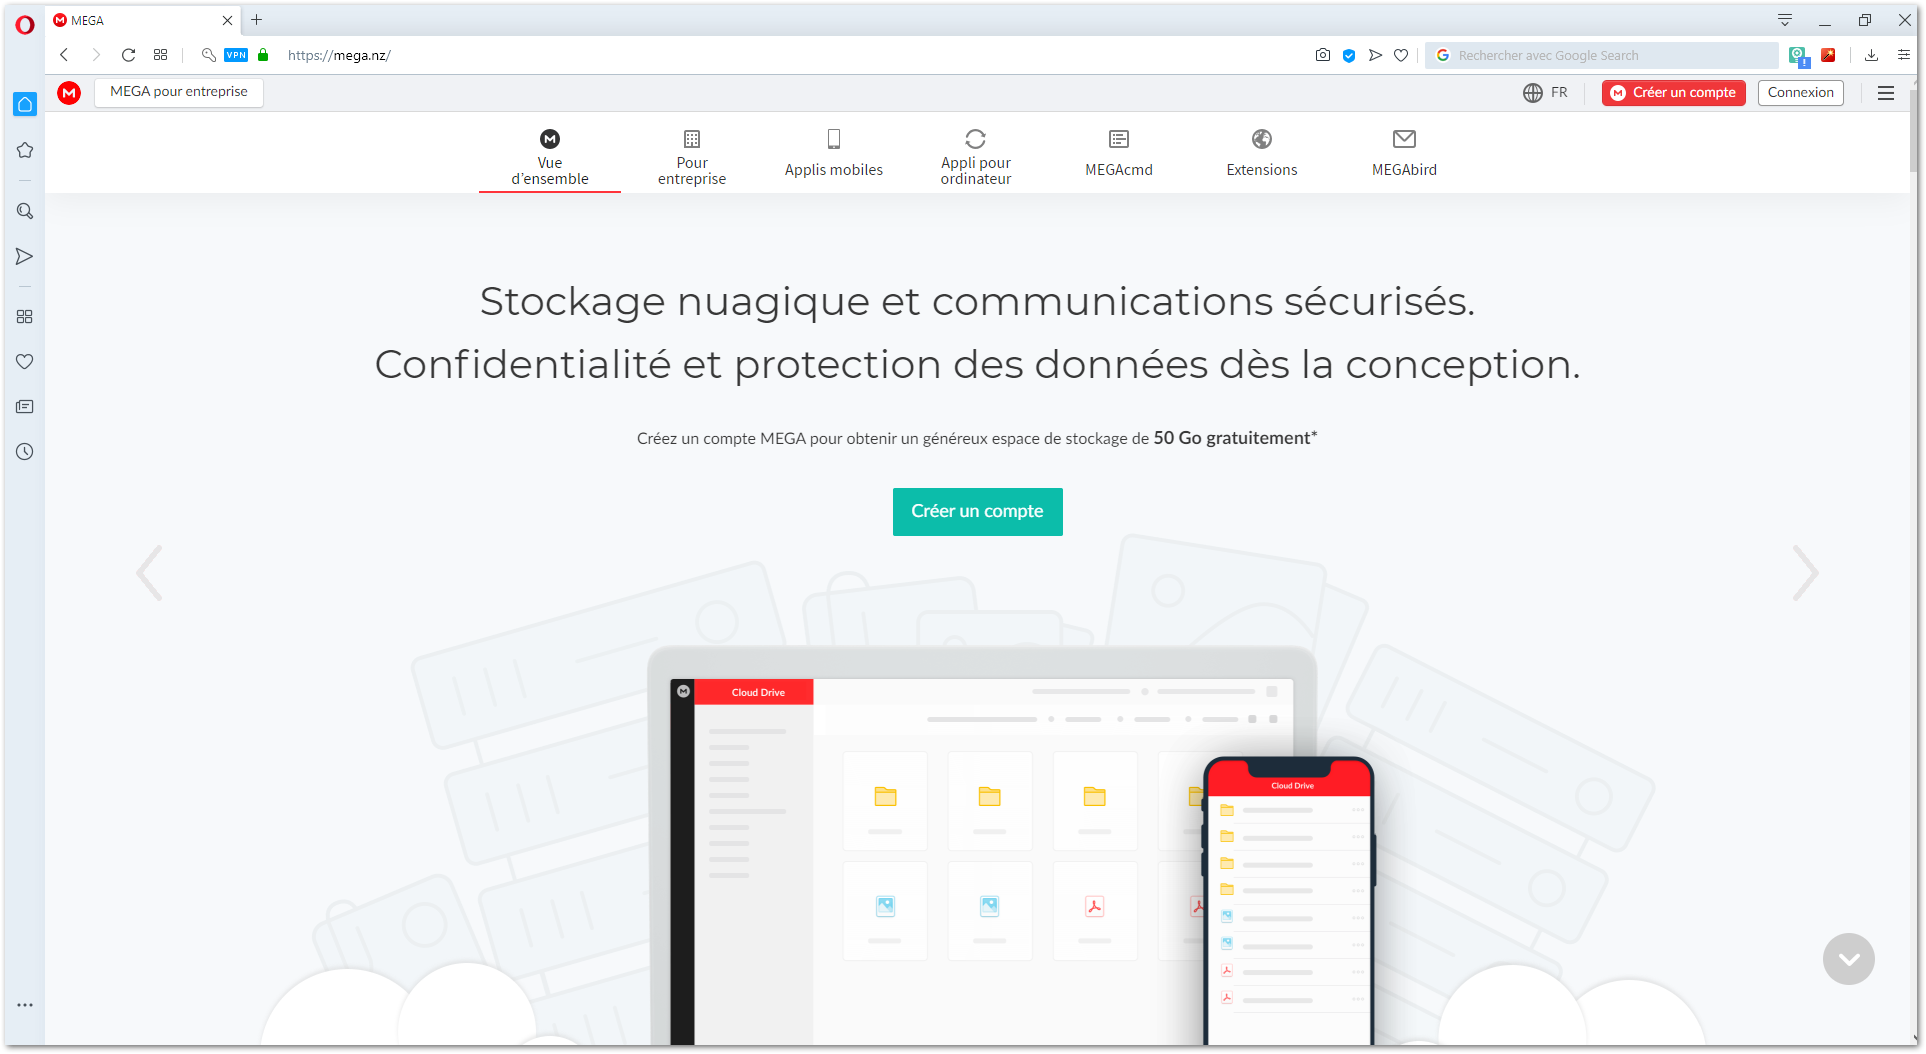 MEGA
VPN
https://mega.nz/
Rechercher avec Google Search
MEGA pour entreprise
FR
Créer un compte
Connexion
Vue
d’ensemble
Pour
entreprise
Applis mobiles
Appli pour
ordinateur
MEGAcmd
Extensions
MEGAbird
Stockage nuagique et communications sécurisés.
Confidentialité et protection des données dès la conception.
Créez un compte MEGA pour obtenir un généreux espace de stockage de 50 Go gratuitement*
Créer un compte
Cloud Drive
Cloud Drive